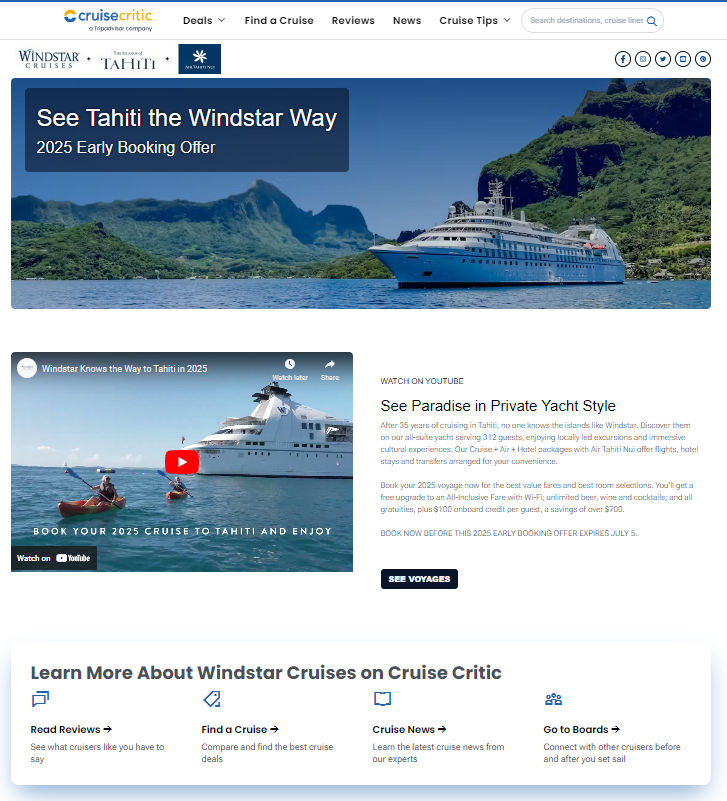 cruisecritic
a Tripadvisor company
Deals
Find a Cruise
Reviews
News
Cruise Tips
Search destinations, cruise lines
WINDSTAR
CRUISES
THE ISLANDS OF
TAHITI
AIR TAHITI NUI
See Tahiti the Windstar Way
2025 Early Booking Offer
Windstar Knows the Way to Tahiti in 2025
Watch later
Share
BOOK YOUR 2025 CRUISE TO TAHITI AND ENJOY
Watch on YouTube
WATCH ON YOUTUBE
See Paradise in Private Yacht Style
After 35 years of cruising in Tahiti, no one knows the islands like Windstar. Discover them
on our all-suite yacht serving 312 guests, enjoying locally led excursions and immersive
cultural experiences. Our Cruise + Air + Hotel packages with Air Tahiti Nui offer flights, hotel
stays and transfers arranged for your convenience.
Book your 2025 voyage now for the best value fares and best room selections. You'll get a
free upgrade to an All-Inclusive Fare with Wi-Fi; unlimited beer, wine and cocktails; and all
gratuities, plus $100 onboard credit per guest, a savings of over $700.
BOOK NOW BEFORE THIS 2025 EARLY BOOKING OFFER EXPIRES JULY 5.
SEE VOYAGES
Learn More About Windstar Cruises on Cruise Critic
Read Reviews →
See what cruisers like you have to
say
Find a Cruise →
Compare and find the best cruise
deals
Cruise News →
Learn the latest cruise news from
our experts
Go to Boards →
Connect with other cruisers before
and after you set sail